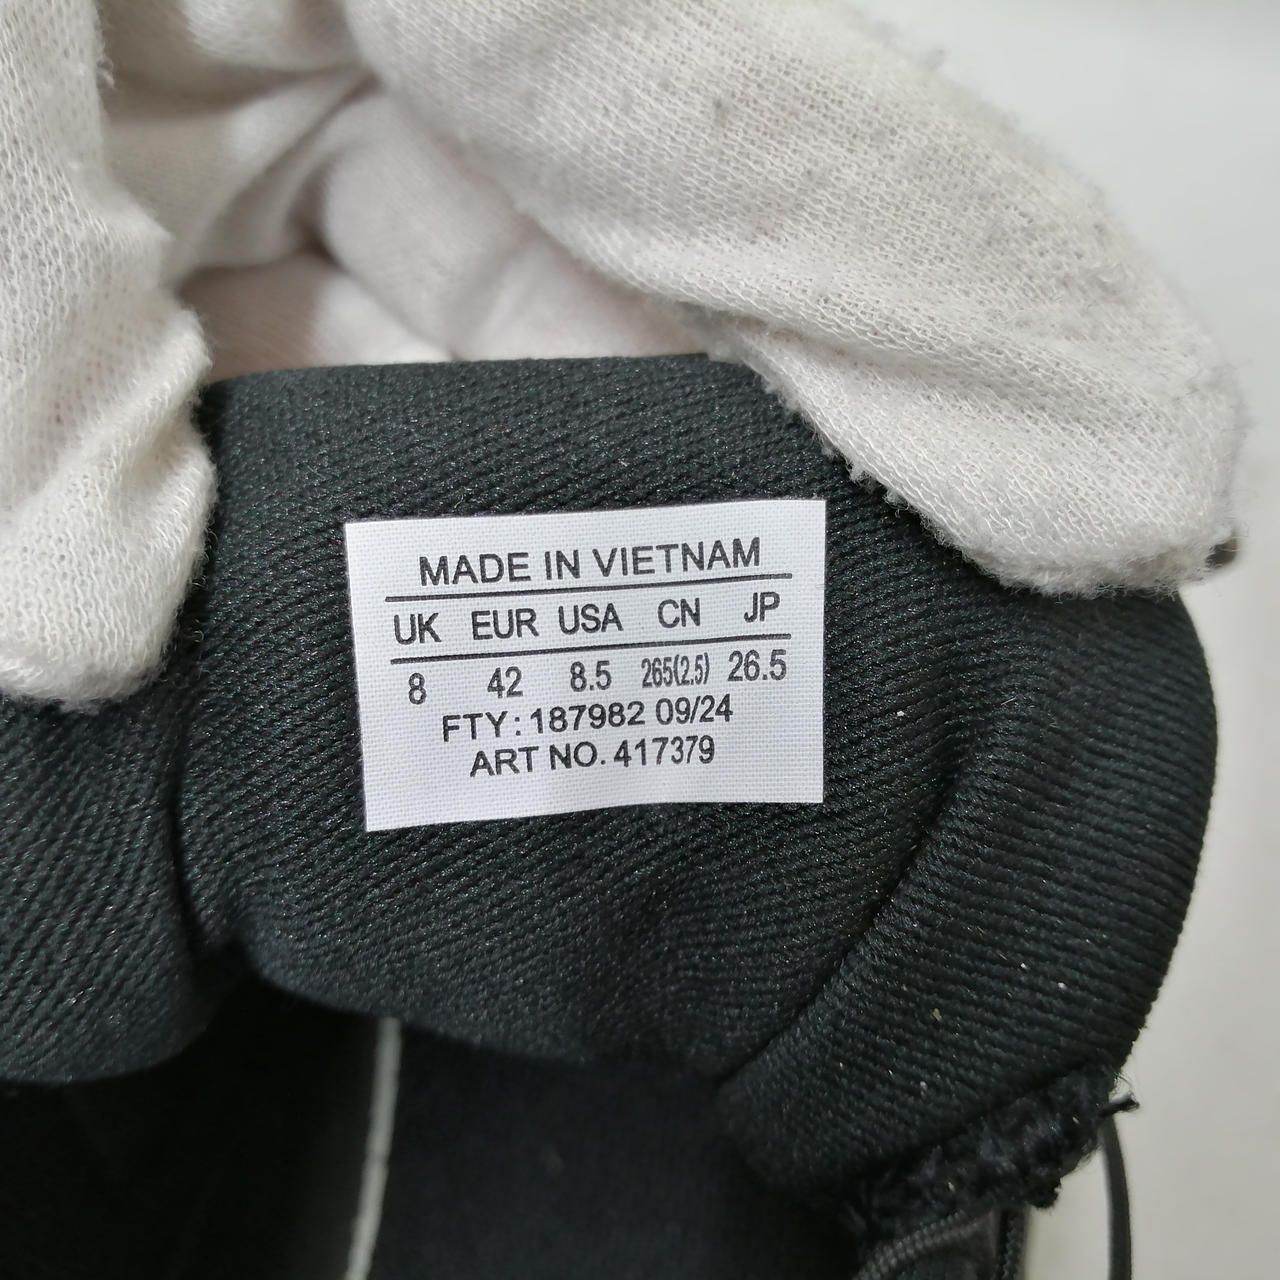 MADE IN VIETNAM
UK EUR USA CN JP
8 42 8.5 265(2.5) 26.5
FTY: 187982 09/24
ART NO. 417379